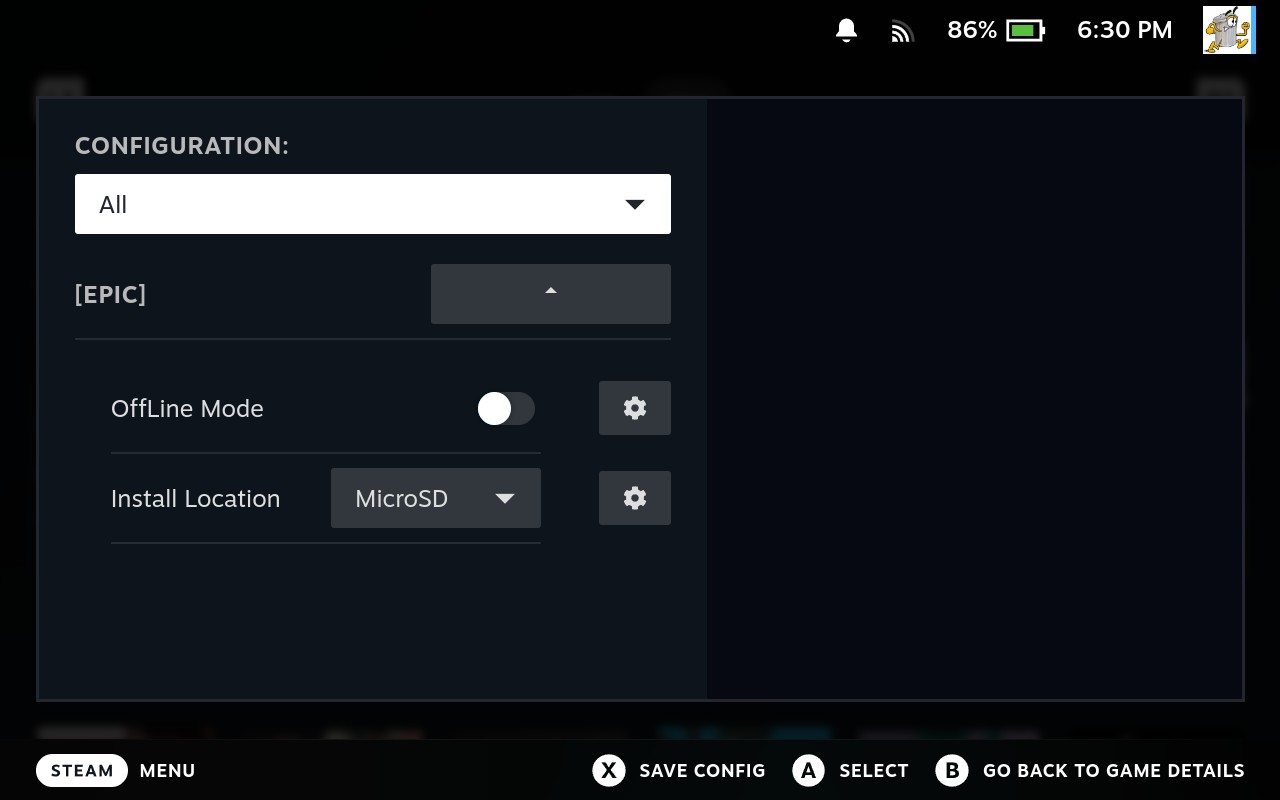 86% 6:30 PM
CONFIGURATION:
All
[EPIC]
OffLine Mode
Install Location MicroSD
STEAM MENU X SAVE CONFIG A SELECT B GO BACK TO GAME DETAILS